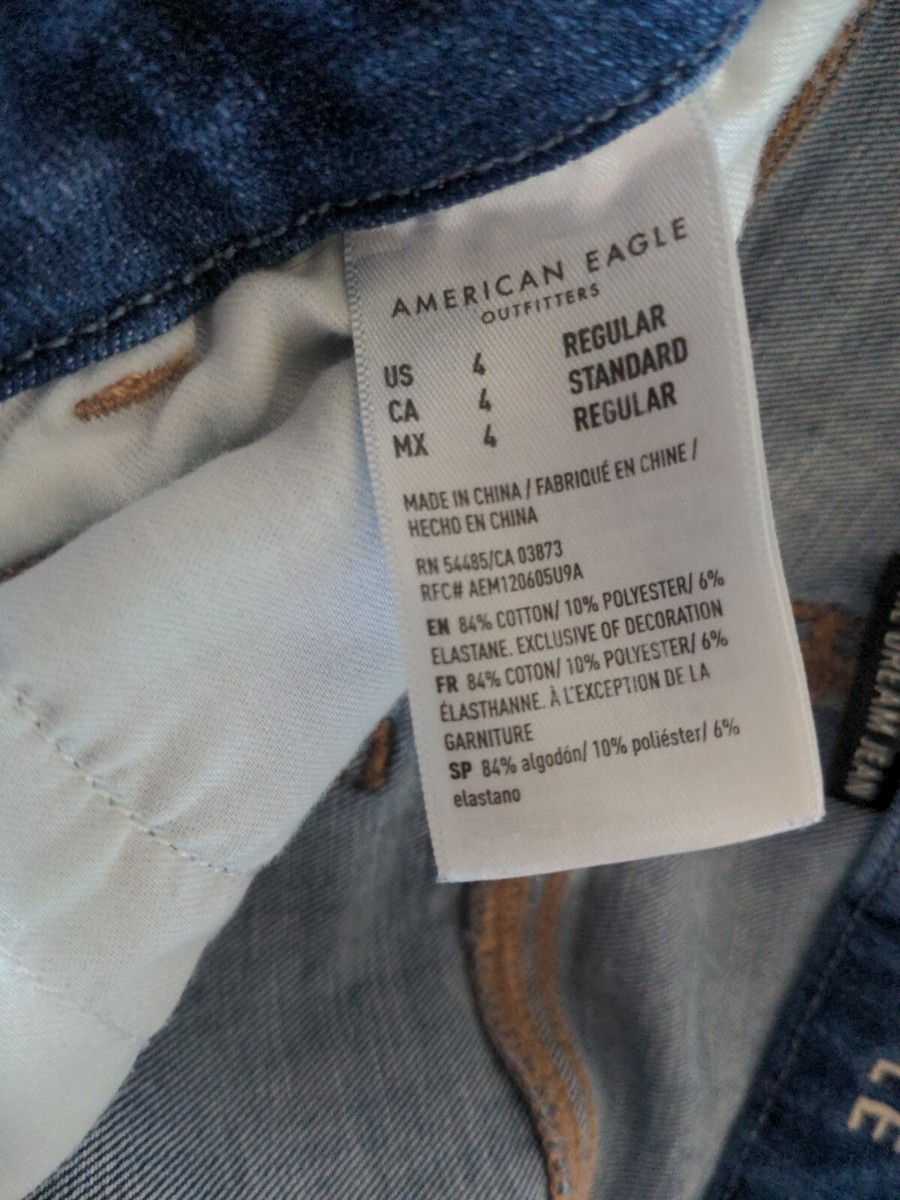 AMERICAN EAGLE
OUTFITTERS
US 4 REGULAR
CA 4 STANDARD
MX 4 REGULAR
MADE IN CHINA / FABRIQUÉ EN CHINE /
HECHO EN CHINA
RN 54485/CA 03873
RFC# AEM120605U9A
EN 84% COTTON/ 10% POLYESTER/ 6%
ELASTANE. EXCLUSIVE OF DECORATION
FR 84% COTON/ 10% POLYESTER/ 6%
ÉLASTHANNE. À L'EXCEPTION DE LA
GARNITURE
SP 84% algodón/ 10% poliéster/ 6%
elastano
DREAM JEAN